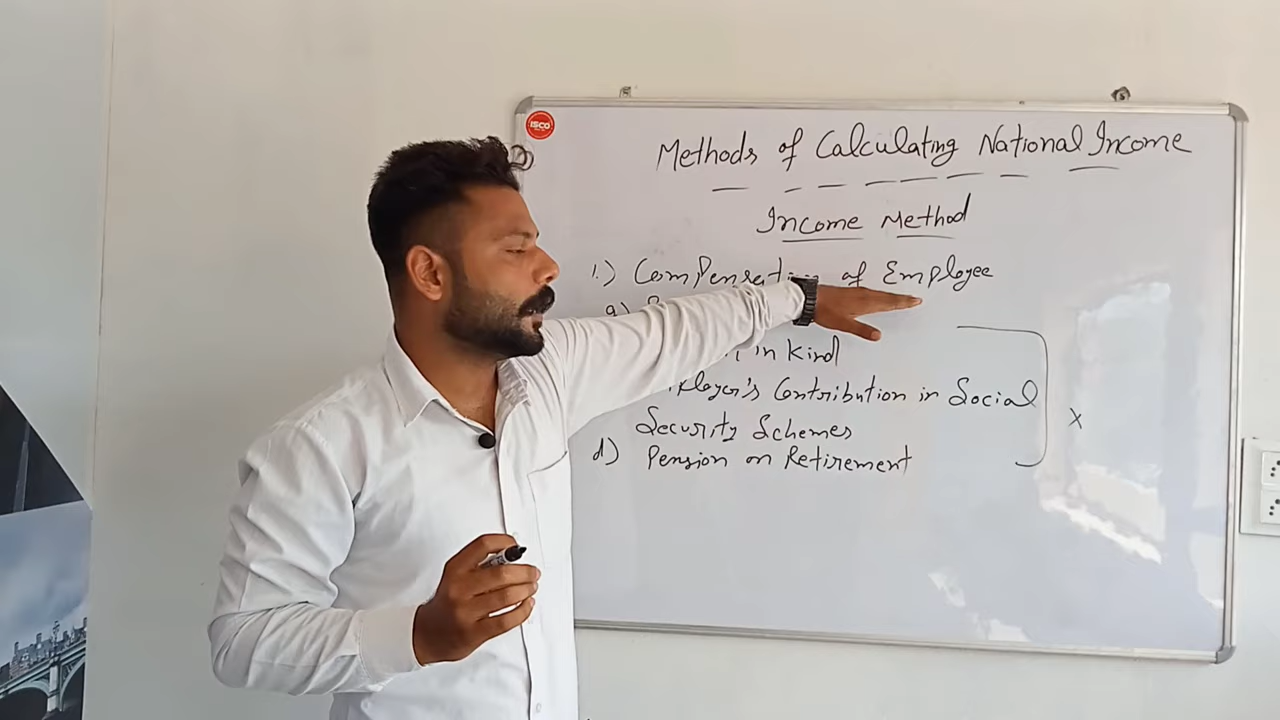 ISCO
Methods of Calculating National Income
Income Method
1.) Compensation of Employee
a)
in Kind
Contribution in Social
Security Schemes
d) Pension on Retirement
X